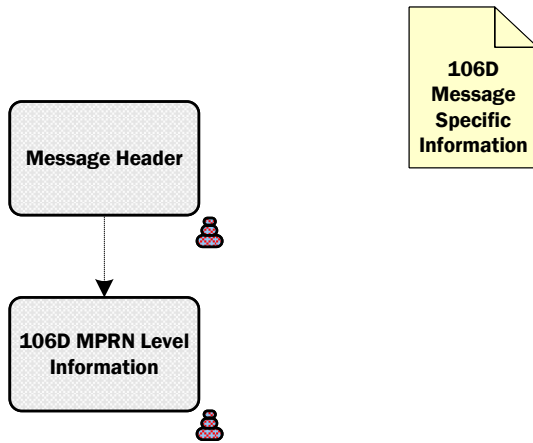 106D
Message
Specific
Information
Message Header
106D MPRN Level
Information